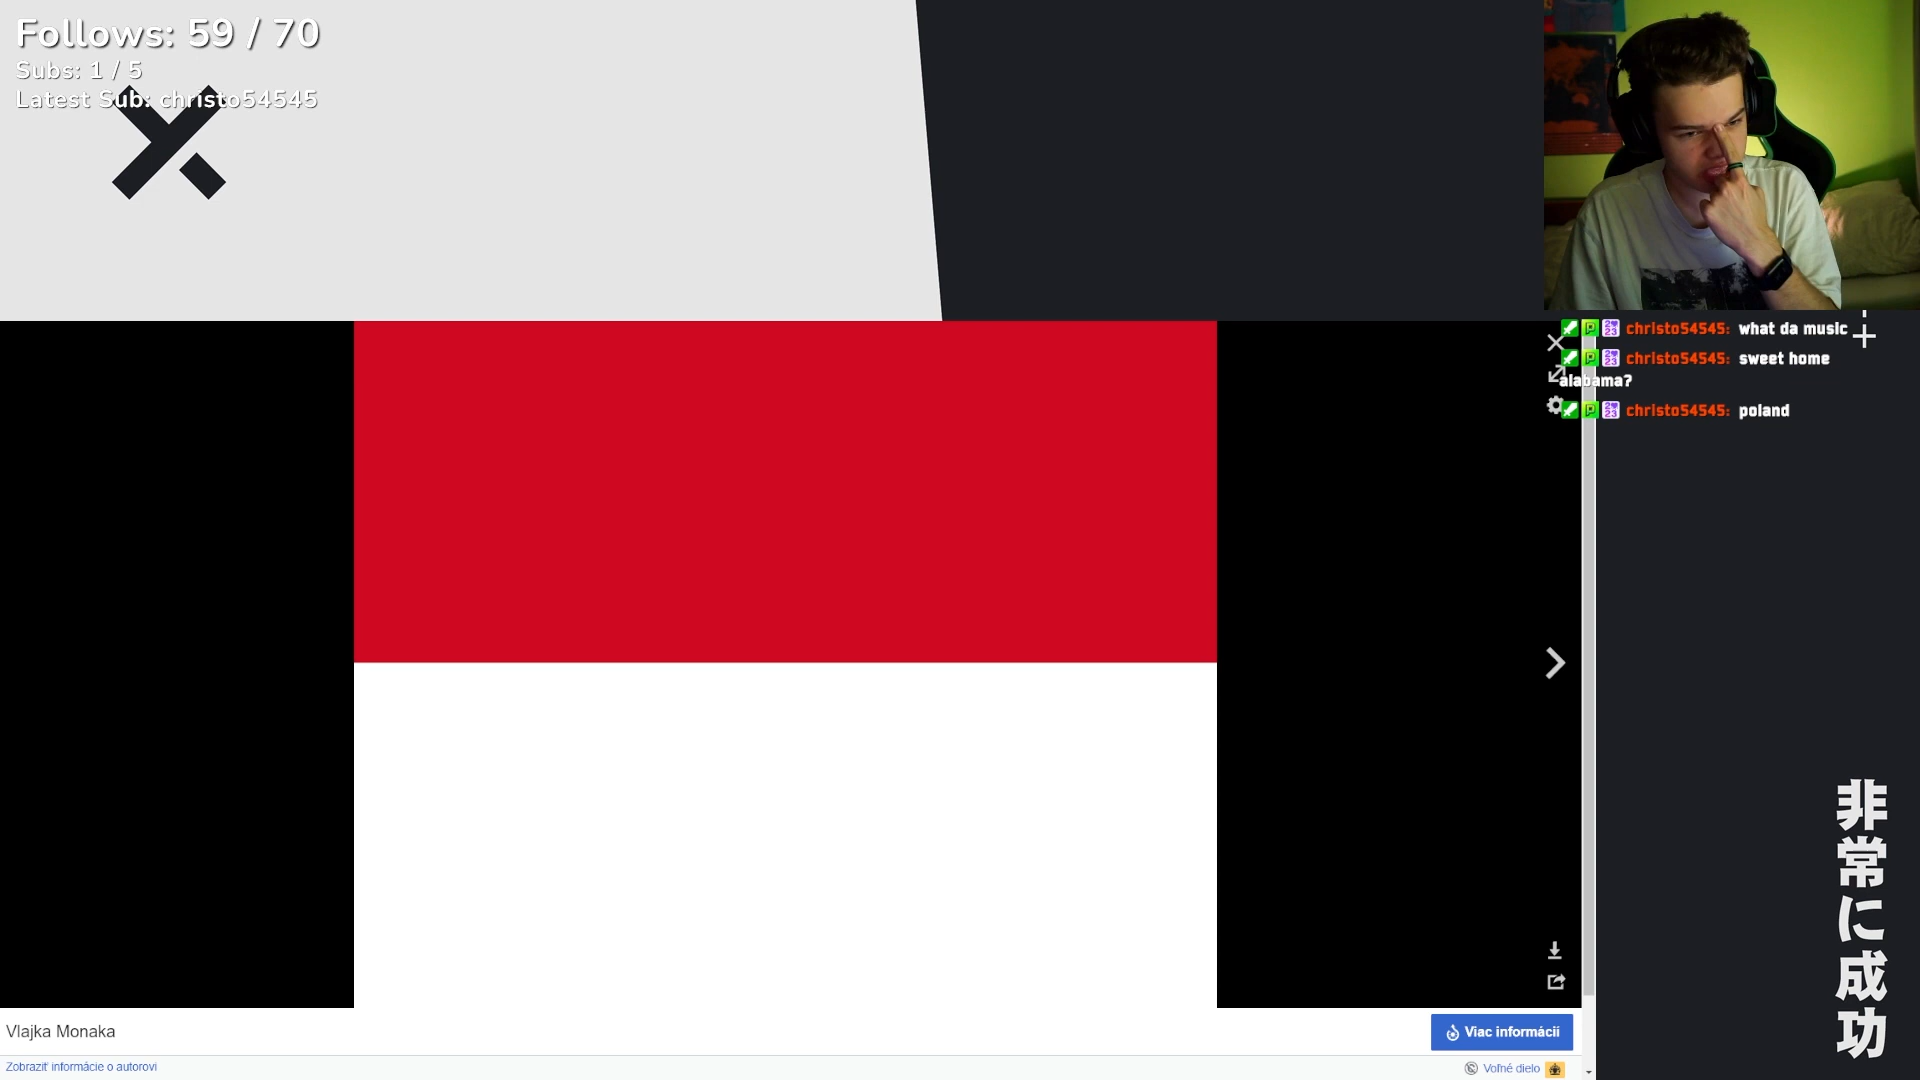 Follows: 59 / 70
Subs: 1 / 5
Latest Sub: christo54545
christo54545: what da music
christo54545: sweet home
alabama?
christo54545: poland
非常に成功
Vlajka Monaka
Viac informácií
Zobraziť informácie o autorovi
Voľné dielo